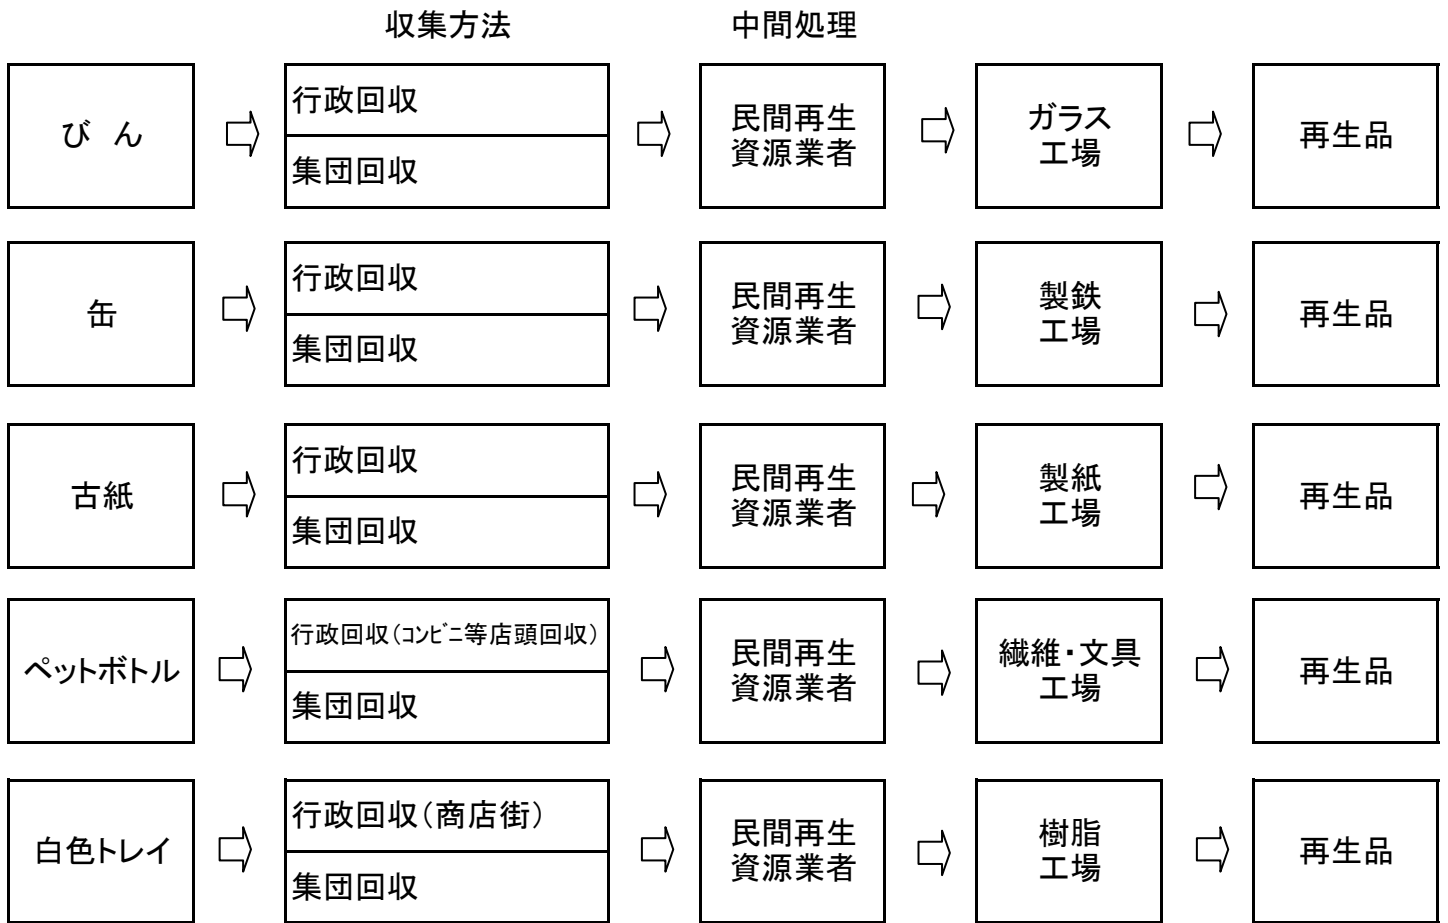 収集方法
中間処理
びん
行政回収
集団回収
民間再生
資源業者
ガラス
工場
再生品
缶
行政回収
集団回収
民間再生
資源業者
製鉄
工場
再生品
古紙
行政回収
集団回収
民間再生
資源業者
製紙
工場
再生品
ペットボトル
行政回収(コンビニ等店頭回収)
集団回収
民間再生
資源業者
繊維・文具
工場
再生品
白色トレイ
行政回収(商店街)
集団回収
民間再生
資源業者
樹脂
工場
再生品